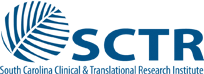 SCTR
South Carolina Clinical & Translational Research Institute